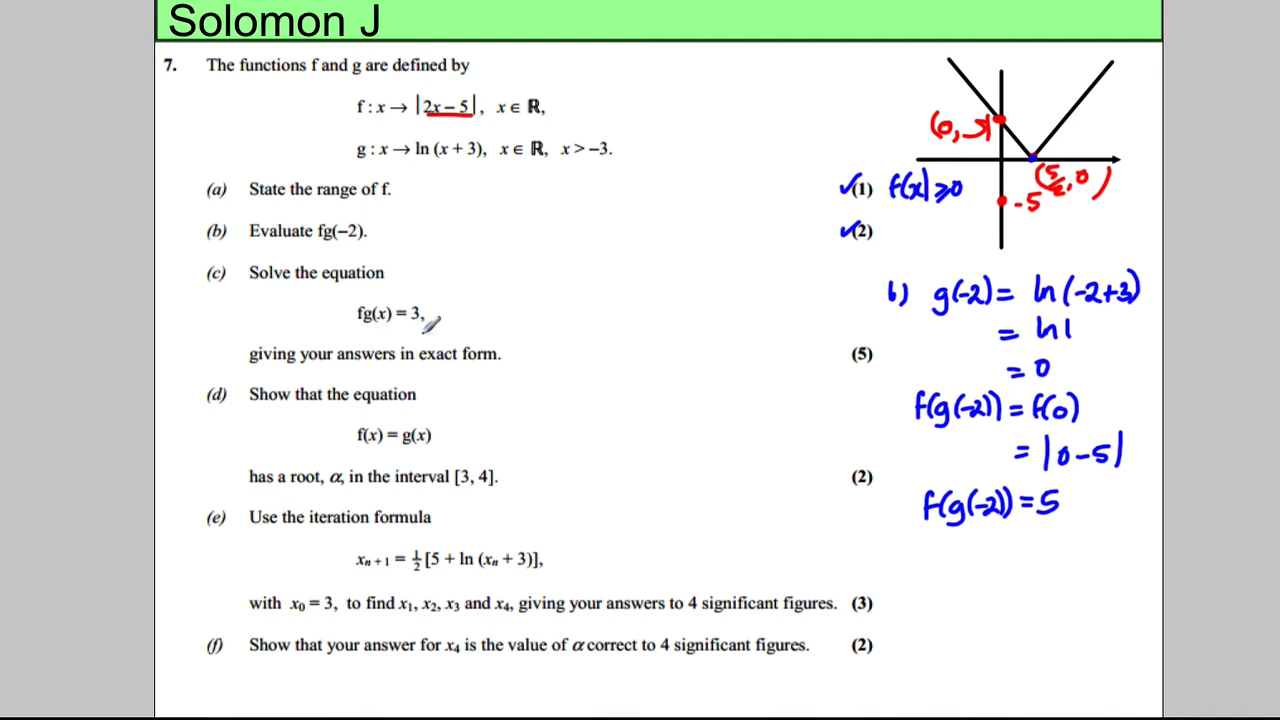 Solomon J
7. The functions f and g are defined by
f : x → |2x – 5|, x ∈ ℝ,
g : x → ln (x + 3), x ∈ ℝ, x > –3.
(a) State the range of f. (1)
(b) Evaluate fg(–2). (2)
(c) Solve the equation
fg(x) = 3,
giving your answers in exact form. (5)
(d) Show that the equation
f(x) = g(x)
has a root, α, in the interval [3, 4]. (2)
(e) Use the iteration formula
xₙ₊₁ = ½ [5 + ln (xₙ + 3)],
with x₀ = 3, to find x₁, x₂, x₃ and x₄, giving your answers to 4 significant figures. (3)
(f) Show that your answer for x₄ is the value of α correct to 4 significant figures. (2)
(0, 5)
(5/2, 0)
-5
f(x) ≥ 0
b) g(-2) = ln(-2+3)
= ln 1
= 0
f(g(-2)) = f(0)
= |0-5|
f(g(-2)) = 5